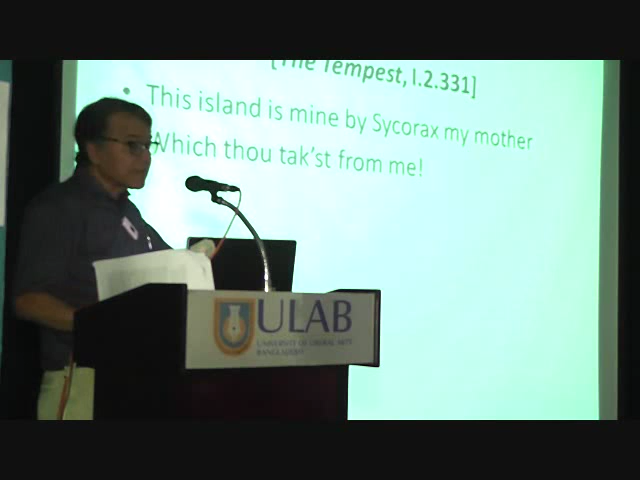 [The Tempest, I.2.331]
• This island is mine by Sycorax my mother
Which thou tak'st from me!
ULAB
UNIVERSITY OF LIBERAL ARTS
BANGLADESH